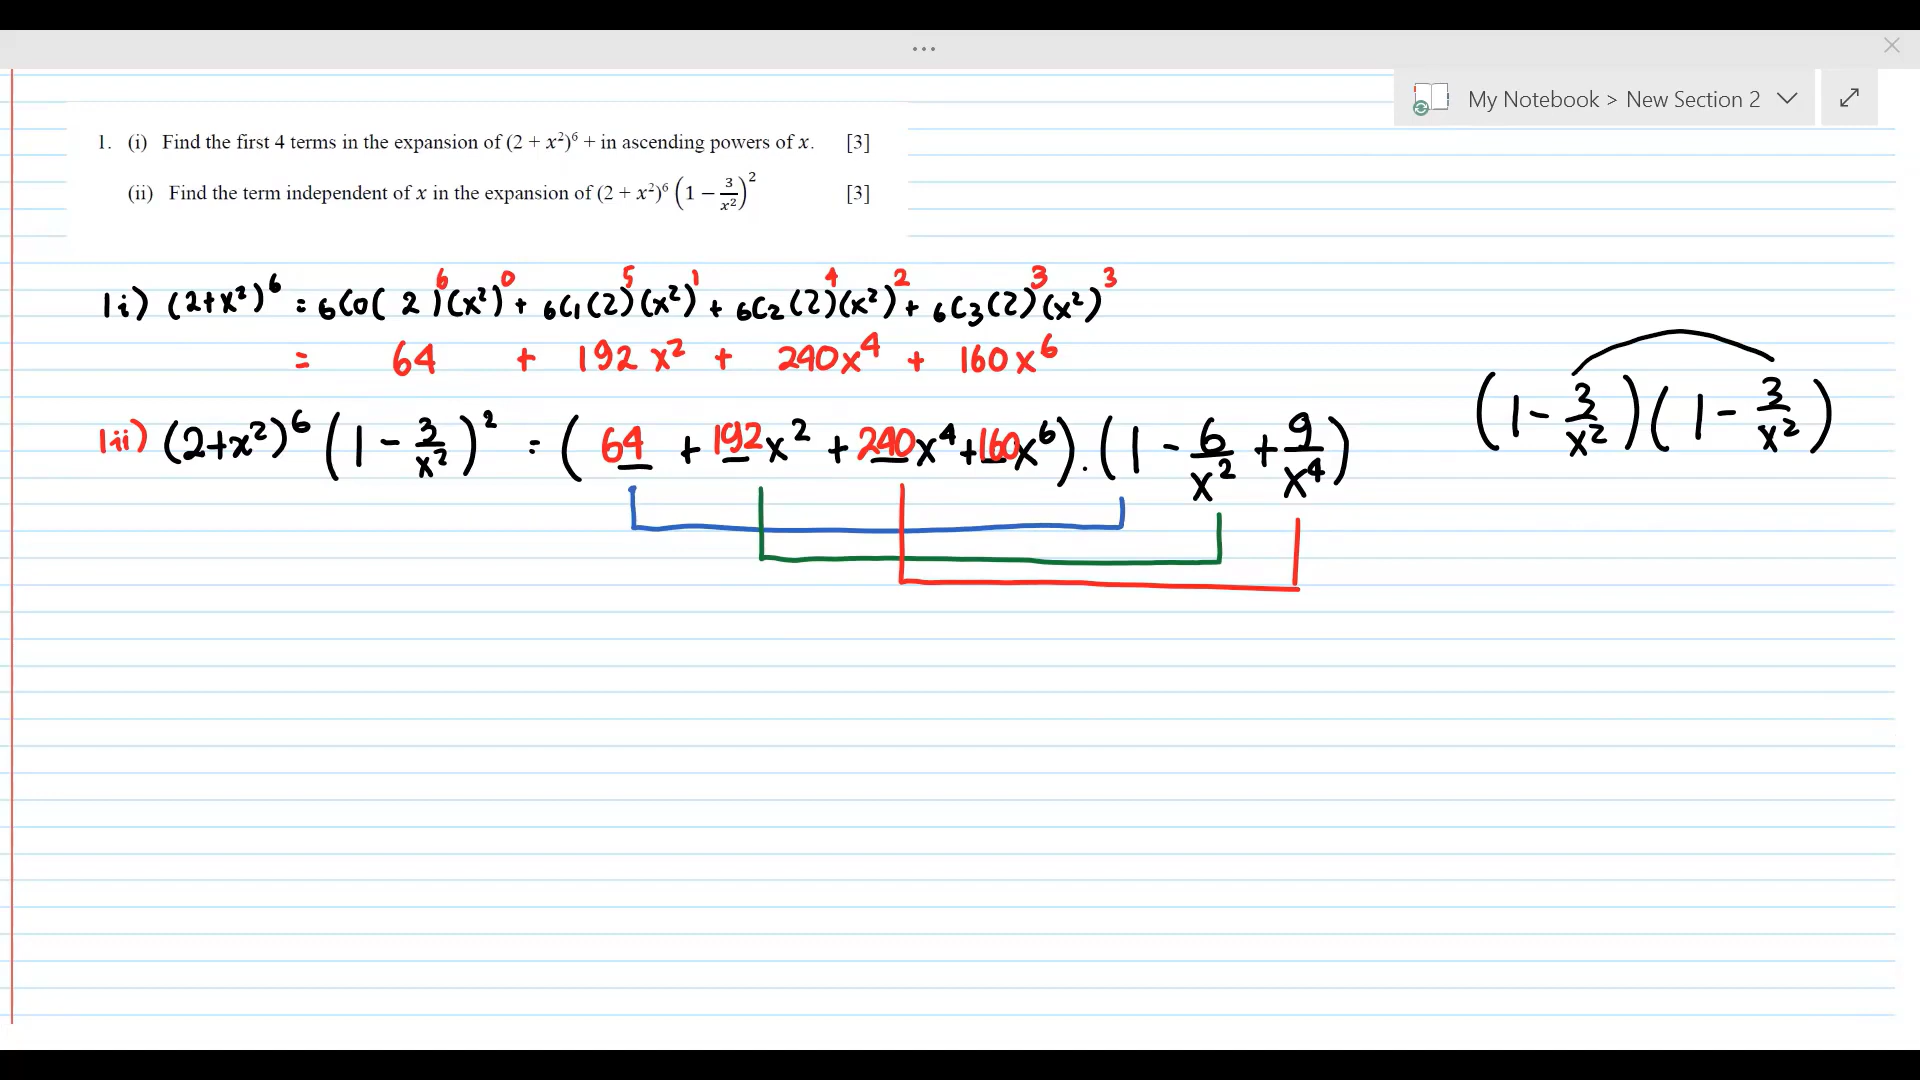 ...
My Notebook > New Section 2
1. (i) Find the first 4 terms in the expansion of (2 + x²)⁶ + in ascending powers of x. [3]
(ii) Find the term independent of x in the expansion of (2 + x²)⁶ (1 − 3/x²)² [3]
1i) (2+x²)⁶ = 6C0(2)⁶(x²)⁰ + 6C1(2)⁵(x²)¹ + 6C2(2)⁴(x²)² + 6C3(2)³(x²)³
= 64 + 192x² + 240x⁴ + 160x⁶
(1 - 3/x²)(1 - 3/x²)
1ii) (2+x²)⁶ (1 - 3/x²)² = (64 + 192x² + 240x⁴ + 160x⁶).(1 - 6/x² + 9/x⁴)